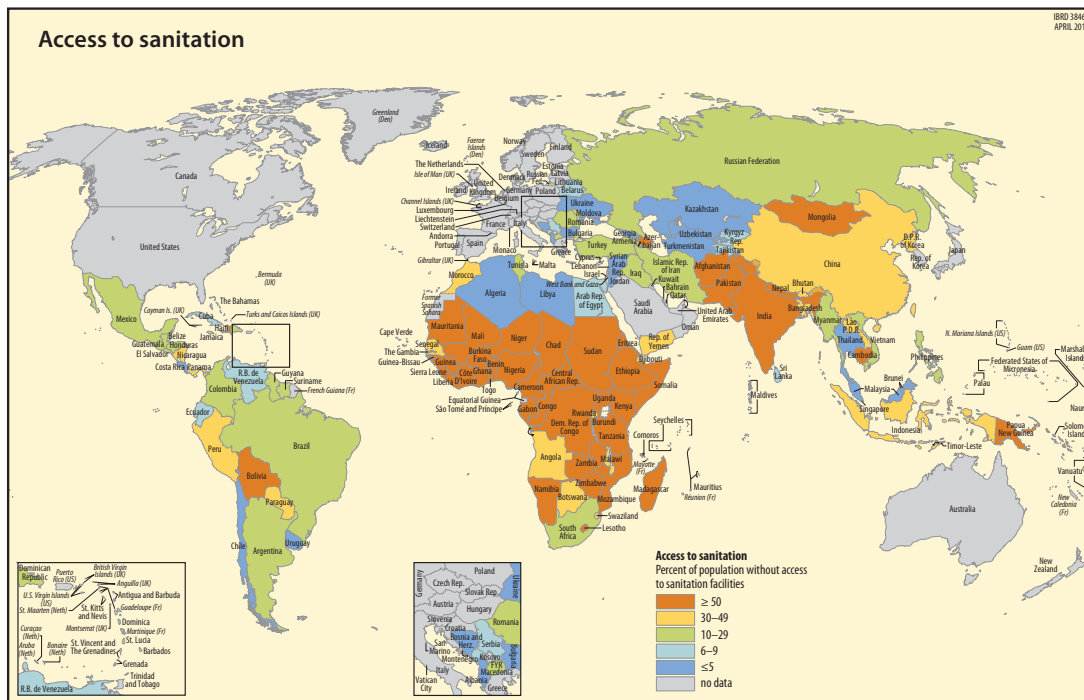 IBRD 3846
APRIL 201
Access to sanitation
Greenland
(Den)
Iceland
Faeroe
Islands
(Den)
Norway
Sweden
Finland
Russian Federation
Canada
The Netherlands
Isle of Man (UK)
Ireland
United
Kingdom
Denmark
Estonia
Latvia
Lithuania
Russian
Fed.
Germany
Poland
Belarus
Belgium
Channel Islands (UK)
Luxembourg
Liechtenstein
Switzerland
Andorra
Portugal
Spain
France
Monaco
Italy
Ukraine
Moldova
Romania
Bulgaria
Greece
Gibraltar (UK)
Malta
Kazakhstan
Mongolia
Georgia
Armenia
Azer-
baijan
Uzbekistan
Turkmenistan
Kyrgyz
Rep.
Tajikistan
Turkey
Cyprus
Lebanon
Israel
West Bank and Gaza
Syrian
Arab
Rep.
Jordan
Iraq
Islamic Rep.
of Iran
Kuwait
Bahrain
Qatar
Saudi
Arabia
United Arab
Emirates
Oman
Rep. of
Yemen
Afghanistan
Pakistan
India
Nepal
Bhutan
Bangladesh
Myanmar
China
D.P.R.
of Korea
Rep. of
Korea
Japan
Lao
P.D.R.
Thailand
Vietnam
Cambodia
Philippines
Sri
Lanka
Maldives
Malaysia
Brunei
Singapore
Indonesia
Timor-Leste
Papua
New Guinea
Palau
N. Mariana Islands (US)
Guam (US)
Federated States of
Micronesia
Marshall
Islands
Nauru
Solomon
Islands
Vanuatu
New
Caledonia
(Fr)
Australia
New
Zealand
United States
Bermuda
(UK)
Mexico
The Bahamas
Cayman Is. (UK)
Cuba
Turks and Caicos Islands (UK)
Haiti
Jamaica
Belize
Guatemala
Honduras
El Salvador
Nicaragua
Costa Rica
Panama
R.B. de
Venezuela
Guyana
Suriname
French Guiana (Fr)
Colombia
Ecuador
Peru
Brazil
Bolivia
Paraguay
Chile
Argentina
Uruguay
Morocco
Tunisia
Algeria
Libya
Arab Rep.
of Egypt
Former
Spanish
Sahara
Cape Verde
Mauritania
Mali
Niger
Chad
Sudan
Eritrea
Djibouti
Ethiopia
Somalia
Senegal
The Gambia
Guinea-Bissau
Guinea
Sierra Leone
Liberia
Côte
D'Ivoire
Burkina
Faso
Ghana
Togo
Benin
Nigeria
Cameroon
Central
African Rep.
Equatorial Guinea
São Tomé and Príncipe
Gabon
Congo
Dem. Rep. of
Congo
Uganda
Rwanda
Burundi
Kenya
Tanzania
Angola
Zambia
Malawi
Zimbabwe
Mozambique
Namibia
Botswana
South
Africa
Swaziland
Lesotho
Madagascar
Seychelles
Comoros
Mayotte
(Fr)
Mauritius
Réunion (Fr)
Dominican
Republic
Puerto
Rico (US)
British Virgin
Islands (UK)
U.S. Virgin Islands
(US)
Anguilla (UK)
Antigua and Barbuda
St. Maarten (Neth)
St. Kitts
and Nevis
Guadeloupe (Fr)
Montserrat (UK)
Dominica
Martinique (Fr)
St. Lucia
Barbados
St. Vincent and
The Grenadines
Grenada
Trinidad
and Tobago
Curaçao
(Neth)
Aruba
(Neth)
Bonaire
(Neth)
R.B. de Venezuela
Germany
Poland
Czech Rep.
Slovak Rep.
Ukraine
Austria
Hungary
Slovenia
Croatia
Romania
Bosnia and
Herz.
Serbia
San
Marino
Montenegro
Kosovo
Bulgaria
Italy
FYR
Macedonia
Albania
Greece
Vatican
City
Access to sanitation
Percent of population without access
to sanitation facilities
≥ 50
30–49
10–29
6–9
≤5
no data